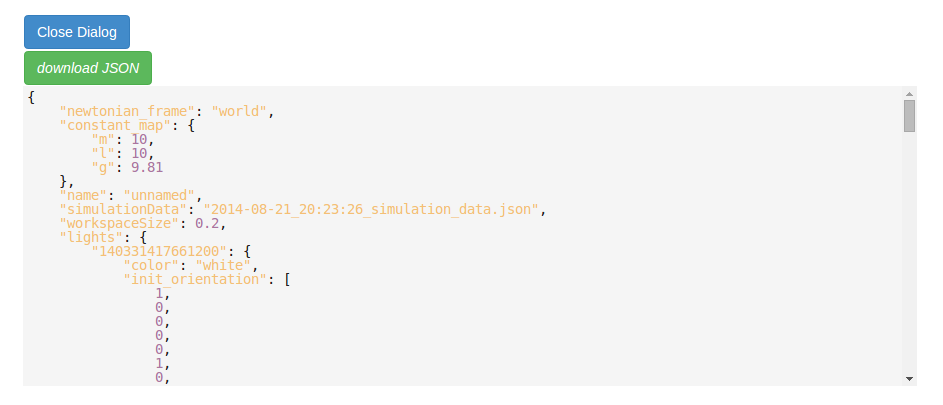 Close Dialog
download JSON
{
    "newtonian_frame": "world",
    "constant_map": {
        "m": 10,
        "l": 10,
        "g": 9.81
    },
    "name": "unnamed",
    "simulationData": "2014-08-21_20:23:26_simulation_data.json",
    "workspaceSize": 0.2,
    "lights": {
        "140331417661200": {
            "color": "white",
            "init_orientation": [
                1,
                0,
                0,
                0,
                0,
                1,
                0,